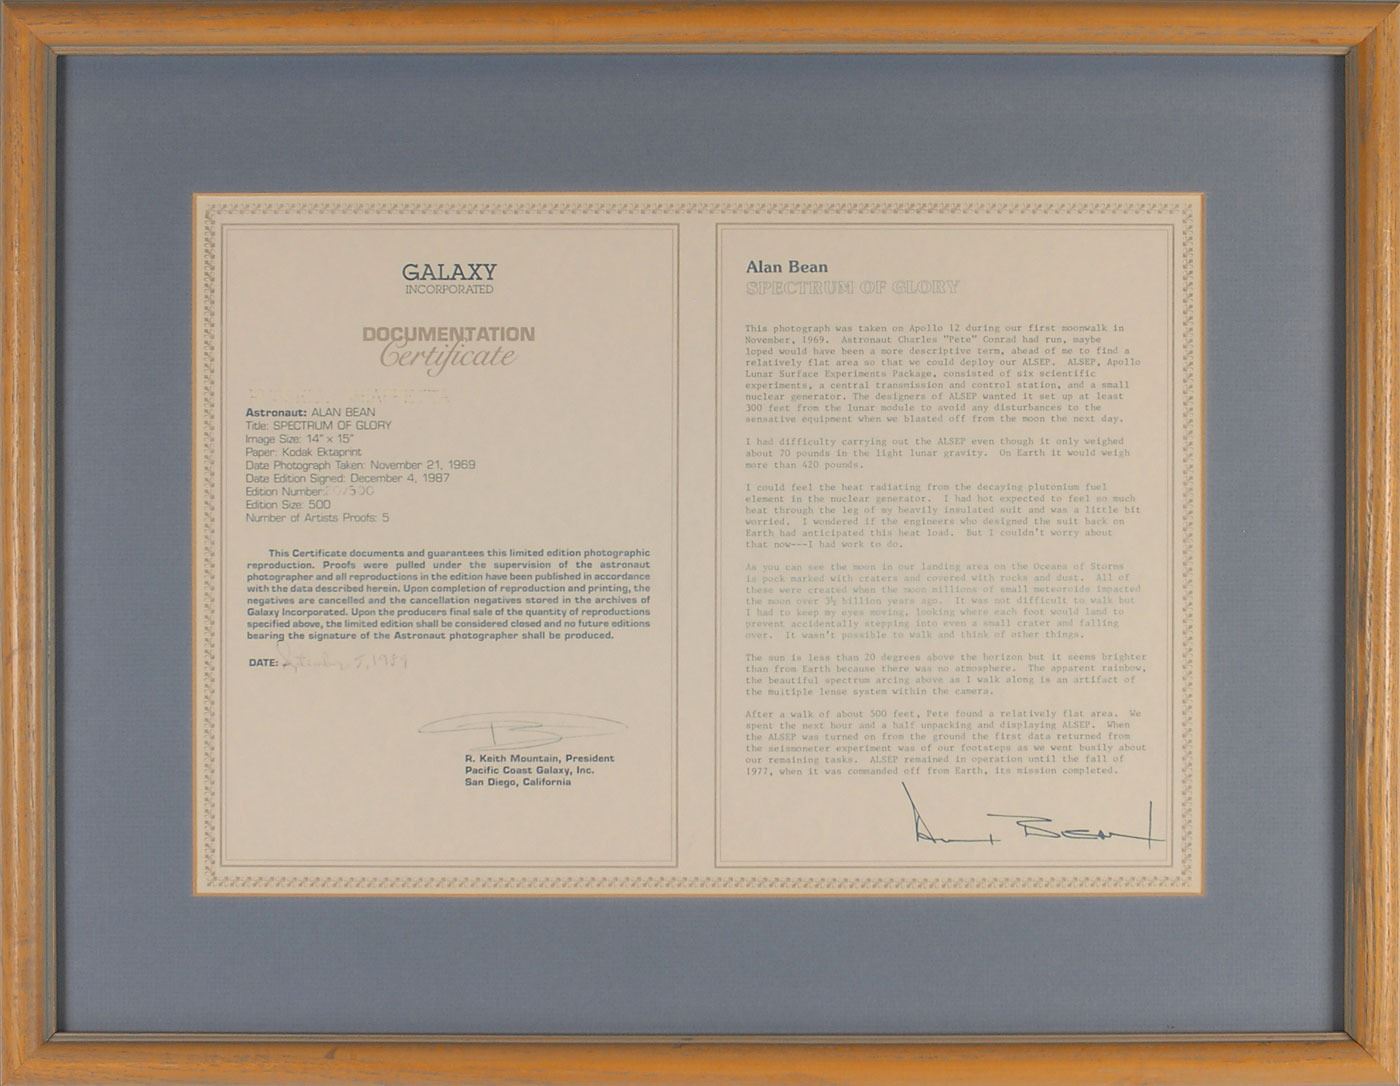 GALAXY
INCORPORATED
DOCUMENTATION
Certificate
Astronaut: ALAN BEAN
Title: SPECTRUM OF GLORY
Image Size: 14" x 15"
Paper: Kodak Ektaprint
Date Photograph Taken: November 21, 1969
Date Edition Signed: December 4, 1987
Edition Number: /500
Edition Size: 500
Number of Artists Proofs: 5
This Certificate documents and guarantees this limited edition photographic
reproduction. Proofs were pulled under the supervision of the astronaut
photographer and all reproductions in the edition have been published in accordance
with the data described herein. Upon completion of reproduction and printing, the
negatives are cancelled and the cancellation negatives stored in the archives of
Galaxy Incorporated. Upon the producers final sale of the quantity of reproductions
specified above, the limited edition shall be considered closed and no future editions
bearing the signature of the Astronaut photographer shall be produced.
DATE: September 5, 1989
R. Keith Mountain, President
Pacific Coast Galaxy, Inc.
San Diego, California
Alan Bean
SPECTRUM OF GLORY
This photograph was taken on Apollo 12 during our first moonwalk in
November, 1969. Astronaut Charles "Pete" Conrad had run, maybe
loped would have been a more descriptive term, ahead of me to find a
relatively flat area so that we could deploy our ALSEP. ALSEP, Apollo
Lunar Surface Experiments Package, consisted of six scientific
experiments, a central transmission and control station, and a small
nuclear generator. The designers of ALSEP wanted it set up at least
300 feet from the lunar module to avoid any disturbances to the
sensative equipment when we blasted off from the moon the next day.
I had difficulty carrying out the ALSEP even though it only weighed
about 70 pounds in the light lunar gravity. On Earth it would weigh
more than 420 pounds.
I could feel the heat radiating from the decaying plutonium fuel
element in the nuclear generator. I had hot expected to feel so much
heat through the leg of my heavily insulated suit and was a little bit
worried. I wondered if the engineers who designed the suit back on
Earth had anticipated this heat load. But I couldn't worry about
that now---I had work to do.
As you can see the moon in our landing area on the Oceans of Storms
is pock marked with craters and covered with rocks and dust. All of
these were created when the moon millions of small meteoroids impacted
the moon over 3½ billion years ago. It was not difficult to walk but
I had to keep my eyes moving, looking where each foot would land to
prevent accidentally stepping into even a small crater and falling
over. It wasn't possible to walk and think of other things.
The sun is less than 20 degrees above the horizon but it seems brighter
than from Earth because there was no atmosphere. The apparent rainbow,
the beautiful spectrum arcing above as I walk along is an artifact of
the multiple lense system within the camera.
After a walk of about 500 feet, Pete found a relatively flat area. We
spent the next hour and a half unpacking and displaying ALSEP. When
the ALSEP was turned on from the ground the first data returned from
the seismometer experiment was of our footsteps as we went busily about
our remaining tasks. ALSEP remained in operation until the fall of
1977, when it was commanded off from Earth, its mission completed.
Alan Bean